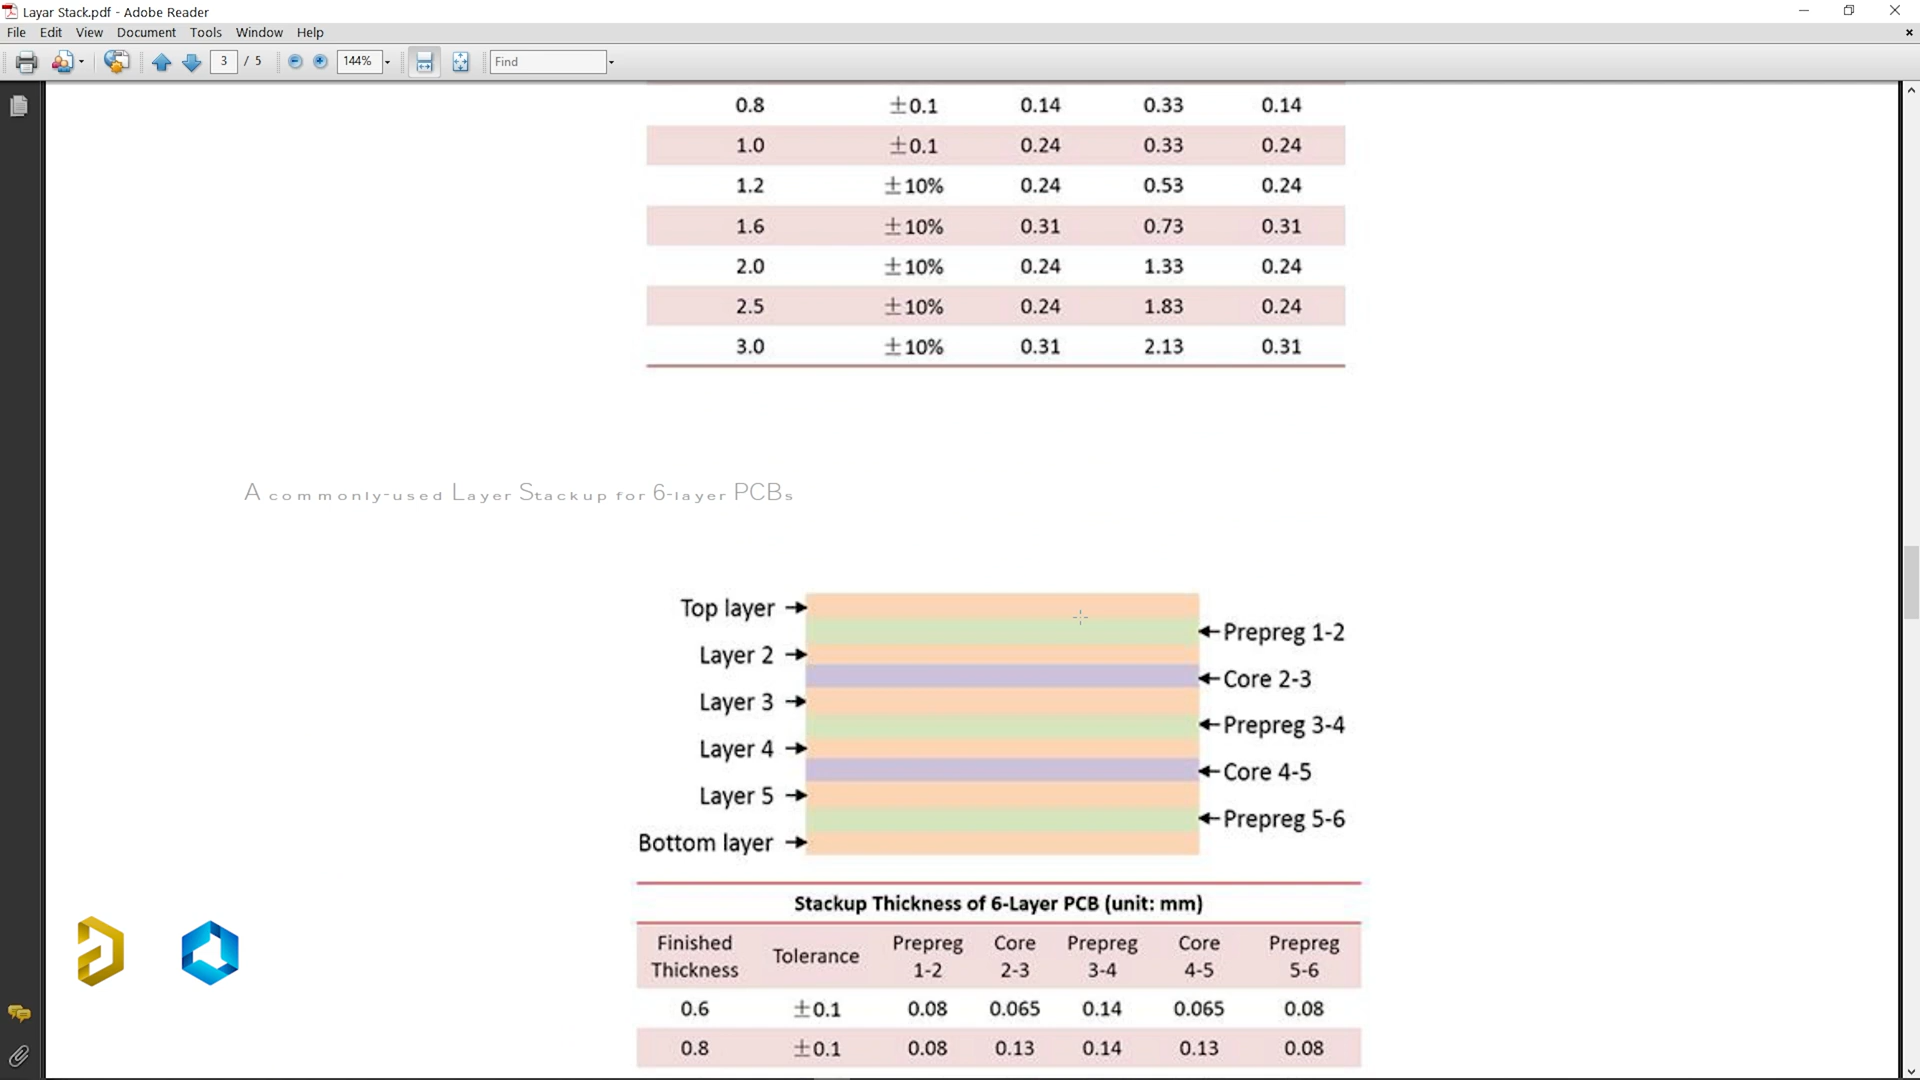 Layar Stack.pdf - Adobe Reader
File Edit View Document Tools Window Help
3 / 5 144% Find
0.8 ±0.1 0.14 0.33 0.14
1.0 ±0.1 0.24 0.33 0.24
1.2 ±10% 0.24 0.53 0.24
1.6 ±10% 0.31 0.73 0.31
2.0 ±10% 0.24 1.33 0.24
2.5 ±10% 0.24 1.83 0.24
3.0 ±10% 0.31 2.13 0.31
A commonly-used Layer Stackup for 6-layer PCBs
Top layer
Prepreg 1-2
Layer 2
Core 2-3
Layer 3
Prepreg 3-4
Layer 4
Core 4-5
Layer 5
Prepreg 5-6
Bottom layer
Stackup Thickness of 6-Layer PCB (unit: mm)
Finished Thickness Tolerance Prepreg 1-2 Core 2-3 Prepreg 3-4 Core 4-5 Prepreg 5-6
0.6 ±0.1 0.08 0.065 0.14 0.065 0.08
0.8 ±0.1 0.08 0.13 0.14 0.13 0.08